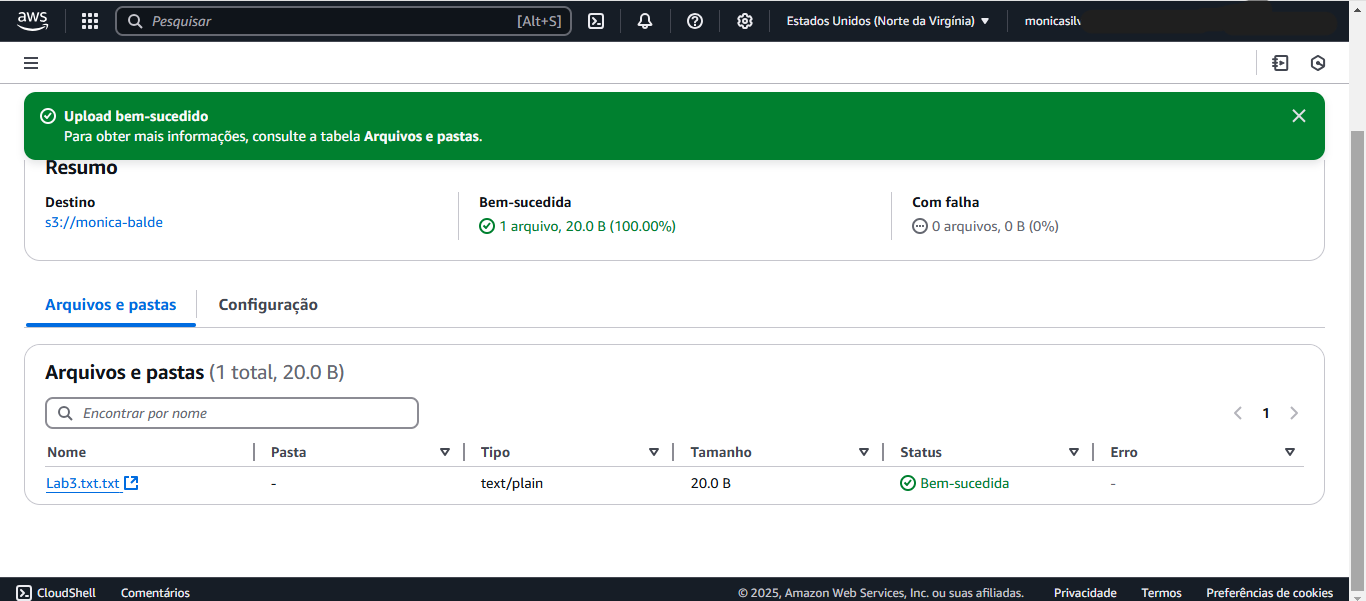 aws Pesquisar [Alt+S] Estados Unidos (Norte da Virgínia) monicasilv
Upload bem-sucedido
Para obter mais informações, consulte a tabela Arquivos e pastas.
Resumo
Destino Bem-sucedida Com falha
s3://monica-balde 1 arquivo, 20.0 B (100.00%) 0 arquivos, 0 B (0%)
Arquivos e pastas Configuração
Arquivos e pastas (1 total, 20.0 B)
Encontrar por nome 1
Nome Pasta Tipo Tamanho Status Erro
Lab3.txt.txt - text/plain 20.0 B Bem-sucedida -
CloudShell Comentários © 2025, Amazon Web Services, Inc. ou suas afiliadas. Privacidade Termos Preferências de cookies